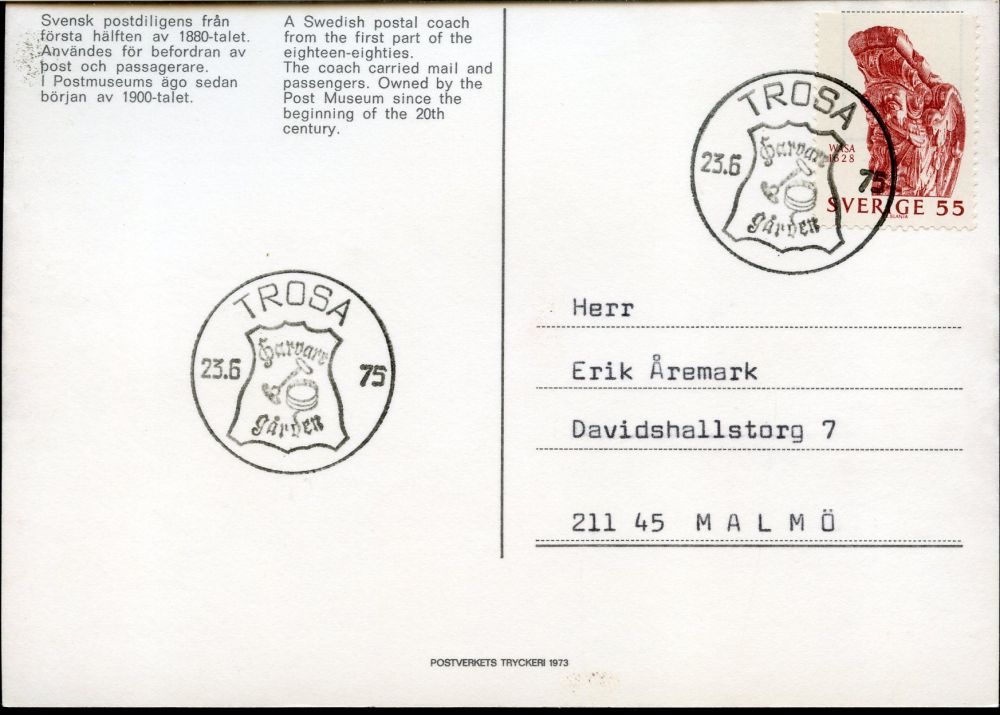 Svensk postdiligens från
första hälften av 1880-talet.
Användes för befordran av
post och passagerare.
I Postmuseums ägo sedan
början av 1900-talet.
A Swedish postal coach
from the first part of the
eighteen-eighties.
The coach carried mail and
passengers. Owned by the
Post Museum since the
beginning of the 20th
century.
TROSA
23.6 75
Garvare
gården
WASA
1628
SVERIGE 55
TROSA
23.6 75
Garvare
gården
Herr
Erik Åremark
Davidshallstorg 7
211 45 M A L M Ö
POSTVERKETS TRYCKERI 1973